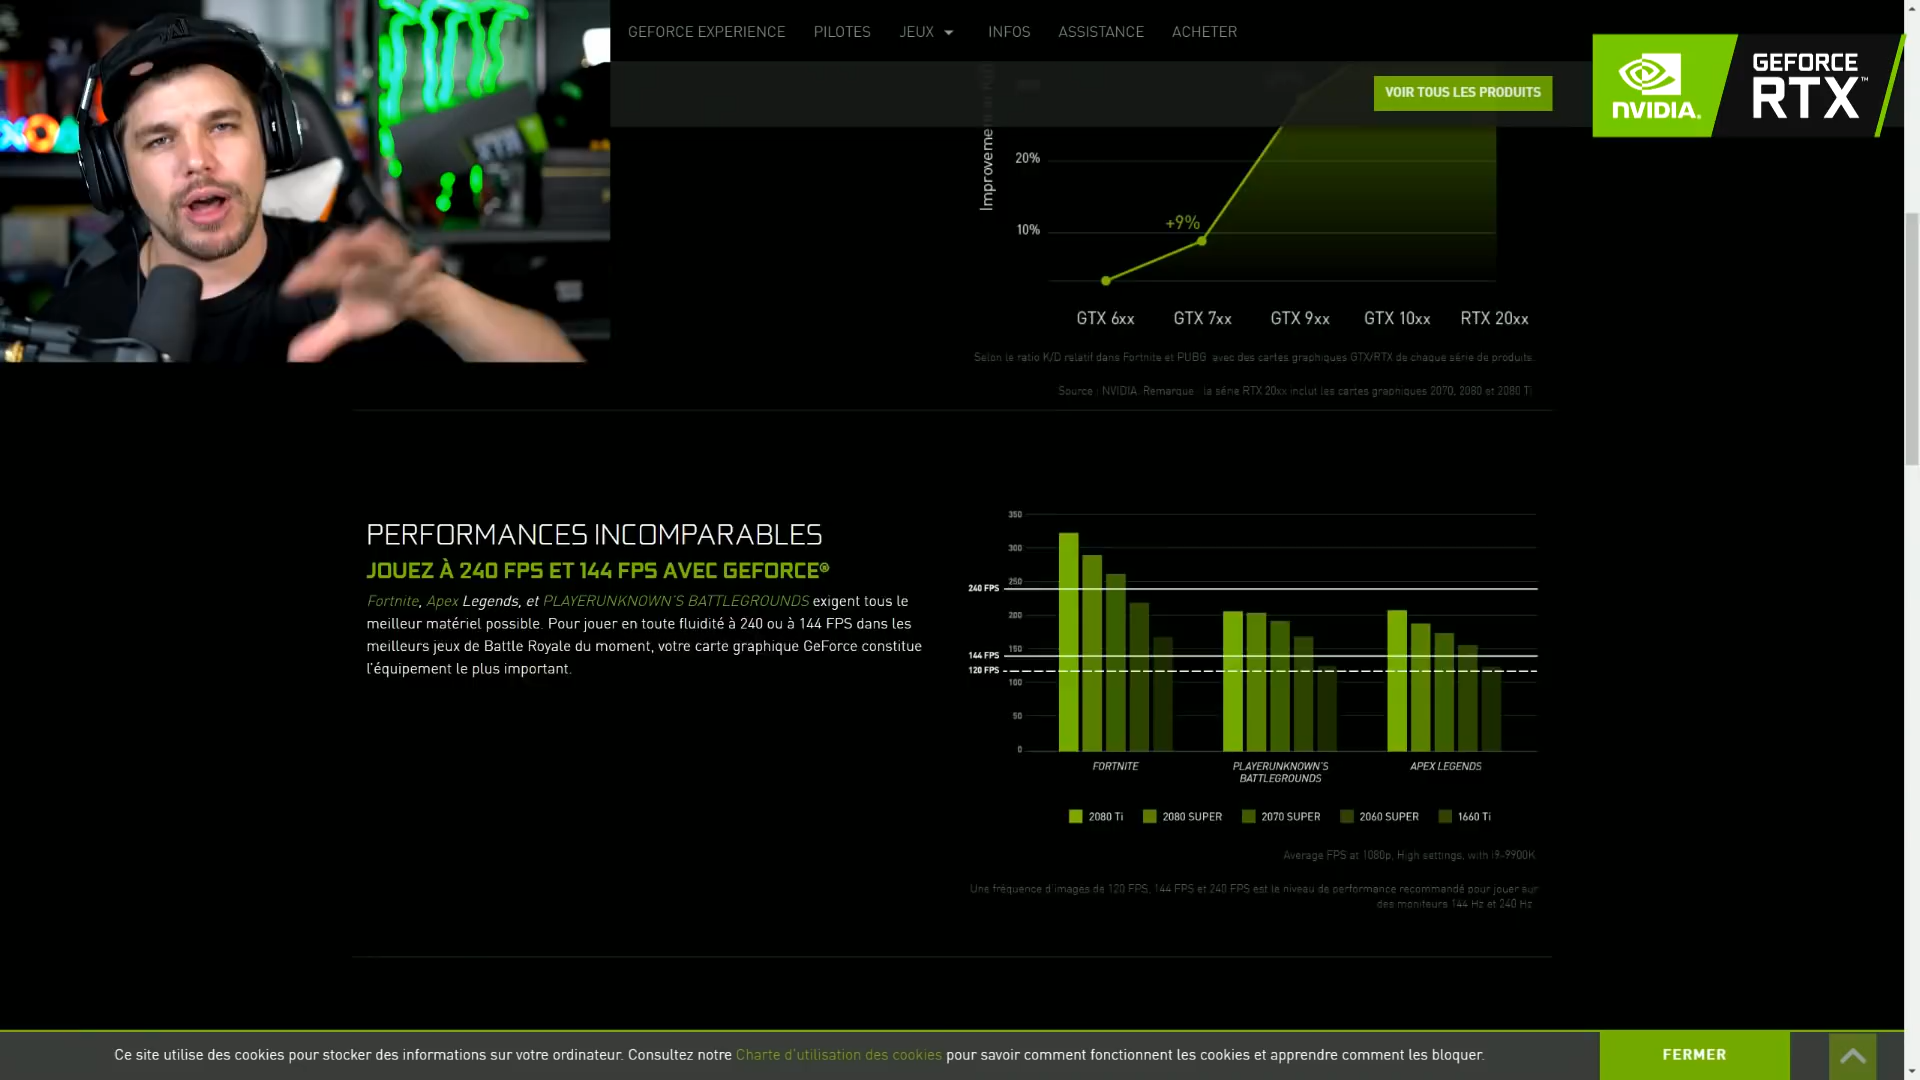 GEFORCE EXPERIENCE PILOTES JEUX INFOS ASSISTANCE ACHETER
VOIR TOUS LES PRODUITS
NVIDIA.
GEFORCE
RTX™
20%
+9%
10%
GTX 6xx GTX 7xx GTX 9xx GTX 10xx RTX 20xx
Selon le ratio K/D relatif dans Fortnite et PUBG avec des cartes graphiques GTX/RTX de chaque série de produits.
Source : NVIDIA. Remarque : la série RTX 20xx inclut les cartes graphiques 2070, 2080 et 2080 Ti
PERFORMANCES INCOMPARABLES
JOUEZ À 240 FPS ET 144 FPS AVEC GEFORCE®
Fortnite, Apex Legends, et PLAYERUNKNOWN'S BATTLEGROUNDS exigent tous le
meilleur matériel possible. Pour jouer en toute fluidité à 240 ou à 144 FPS dans les
meilleurs jeux de Battle Royale du moment, votre carte graphique GeForce constitue
l'équipement le plus important.
350
300
250
240 FPS
200
150
144 FPS
120 FPS
100
50
0
FORTNITE
PLAYERUNKNOWN'S
BATTLEGROUNDS
APEX LEGENDS
2080 Ti 2080 SUPER 2070 SUPER 2060 SUPER 1660 Ti
Average FPS at 1080p, High settings, with i9-9900K
Une fréquence d'images de 120 FPS, 144 FPS et 240 FPS est le niveau de performance recommandé pour jouer sur
des moniteurs 144 Hz et 240 Hz
Ce site utilise des cookies pour stocker des informations sur votre ordinateur. Consultez notre Charte d'utilisation des cookies pour savoir comment fonctionnent les cookies et apprendre comment les bloquer.
FERMER